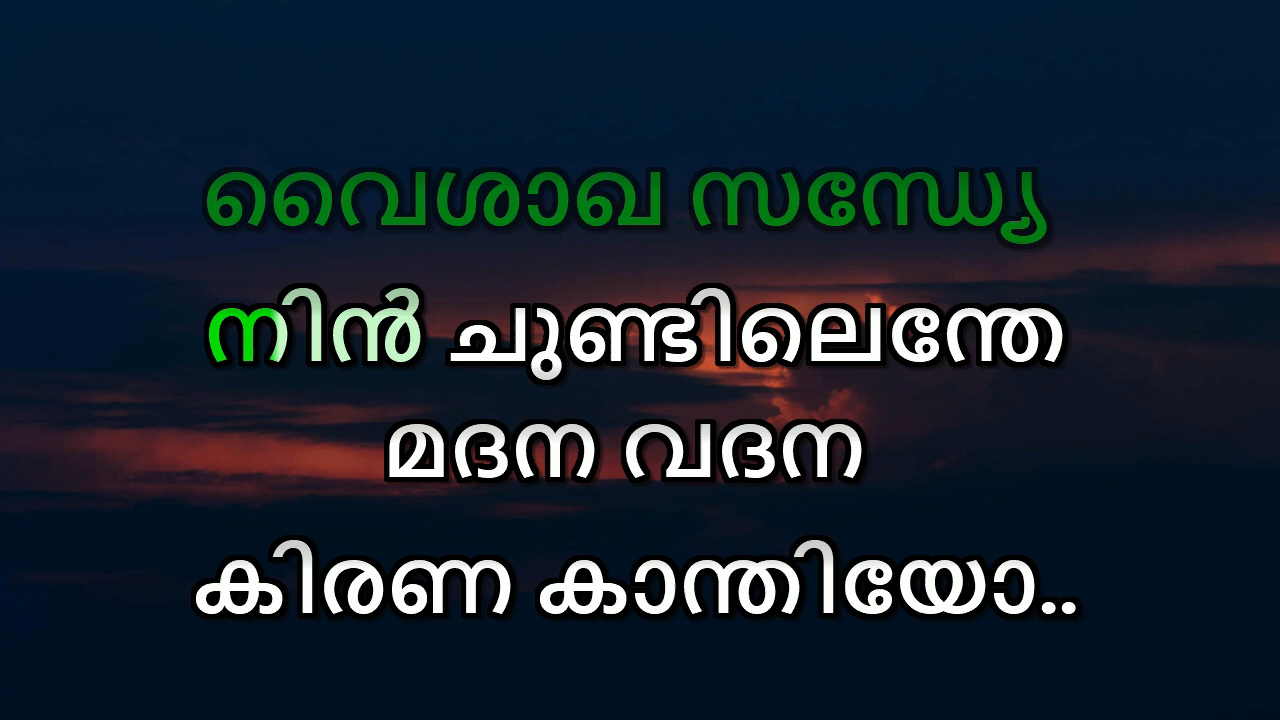 വൈശാഖ സന്ധ്യേ
നിൻ ചുണ്ടിലെന്തേ
മദന വദന
കിരണ കാന്തിയോ..